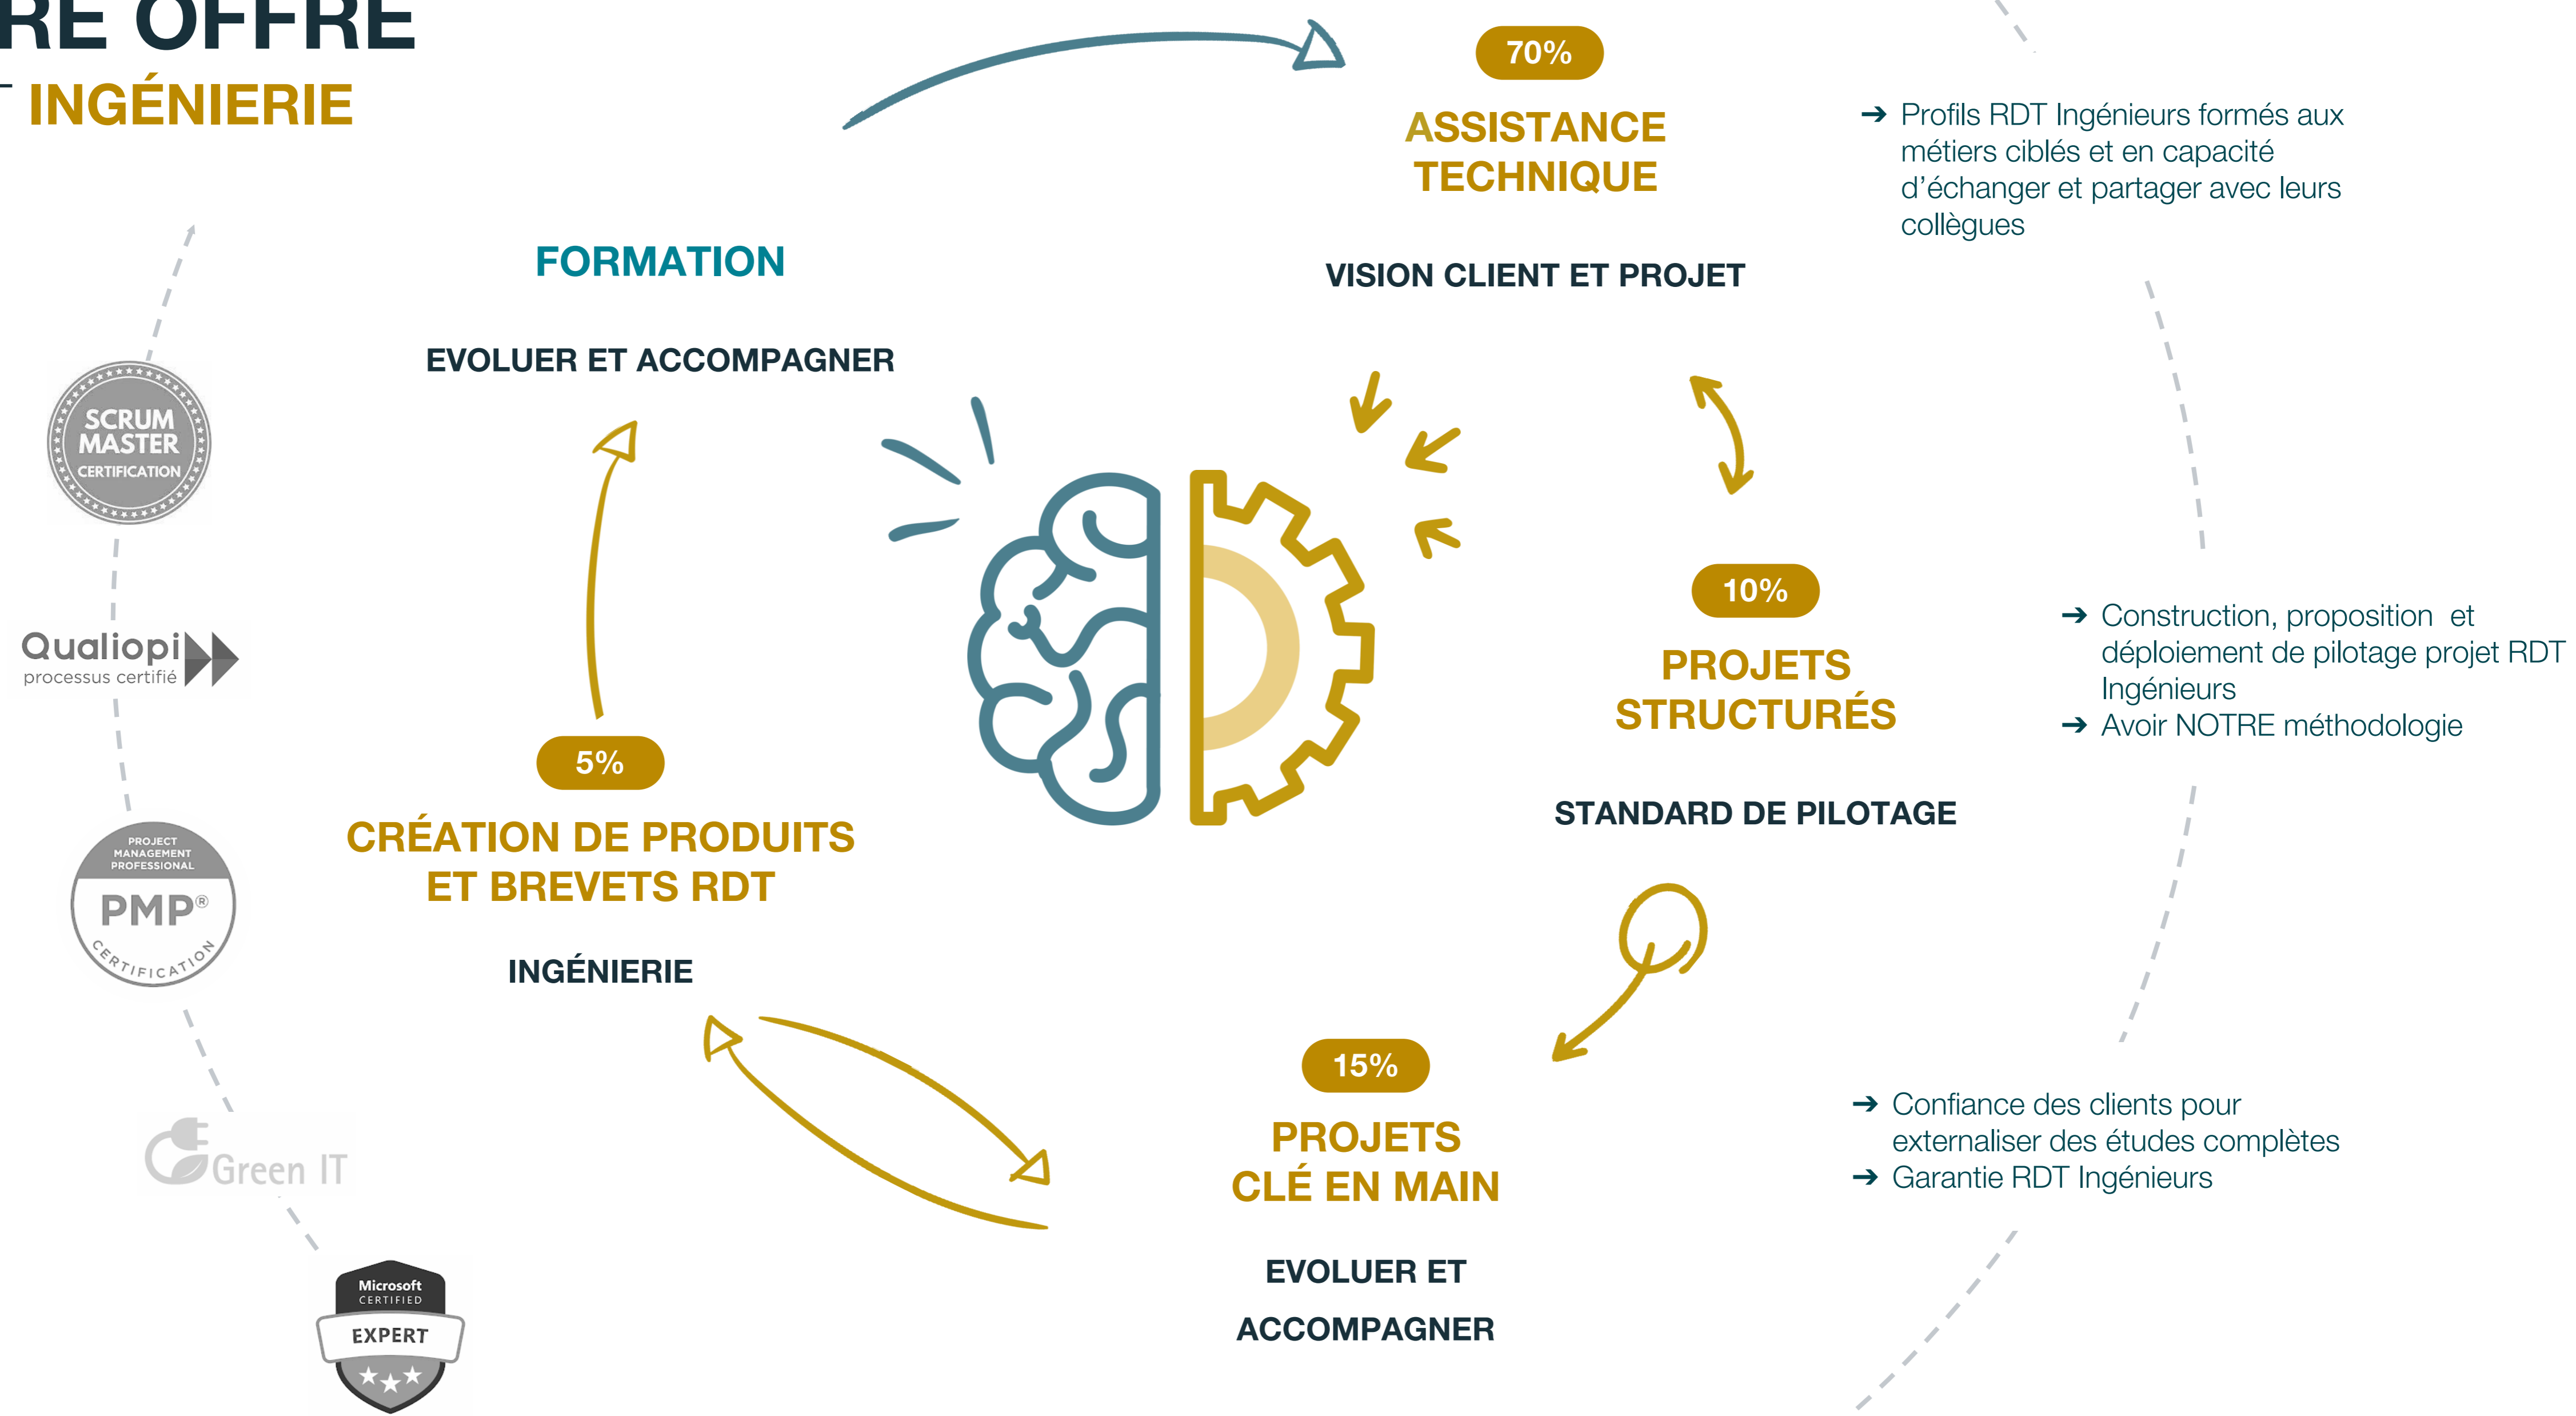 RE OFFRE
INGÉNIERIE
70%
ASSISTANCE
TECHNIQUE
VISION CLIENT ET PROJET
➔ Profils RDT Ingénieurs formés aux
métiers ciblés et en capacité
d’échanger et partager avec leurs
collègues
FORMATION
EVOLUER ET ACCOMPAGNER
SCRUM
MASTER
CERTIFICATION
Qualiopi
processus certifié
PROJECT
MANAGEMENT
PROFESSIONAL
PMP®
CERTIFICATION
Green IT
Microsoft
CERTIFIED
EXPERT
10%
PROJETS
STRUCTURÉS
STANDARD DE PILOTAGE
➔ Construction, proposition et
déploiement de pilotage projet RDT
Ingénieurs
➔ Avoir NOTRE méthodologie
5%
CRÉATION DE PRODUITS
ET BREVETS RDT
INGÉNIERIE
15%
PROJETS
CLÉ EN MAIN
EVOLUER ET
ACCOMPAGNER
➔ Confiance des clients pour
externaliser des études complètes
➔ Garantie RDT Ingénieurs